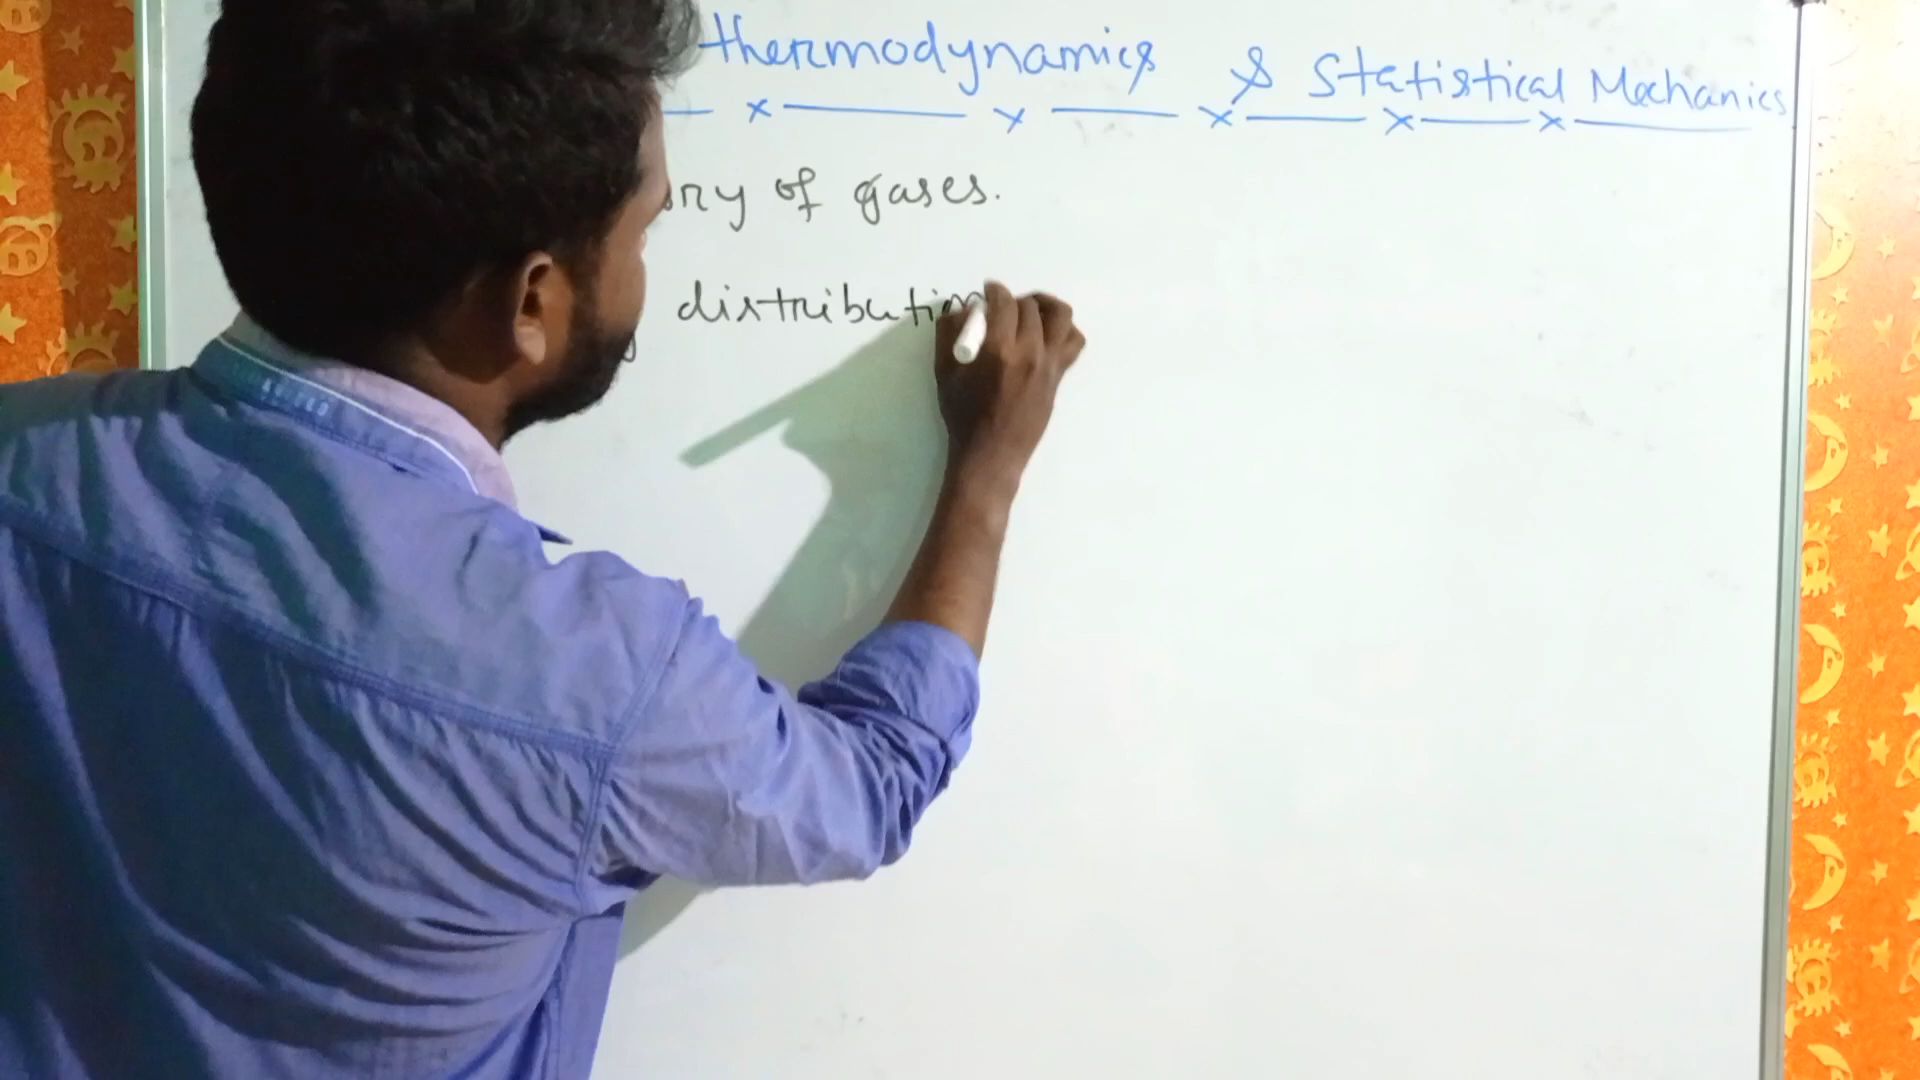 thermodynamics & Statistical Mechanics
ory of gases.
distribution